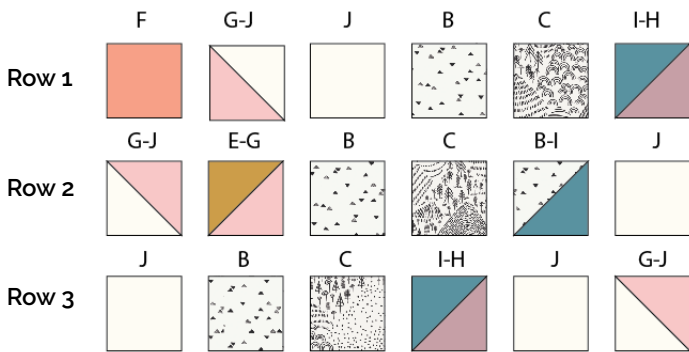 F G-J J B C I-H
Row 1
G-J E-G B C B-I J
Row 2
J B C I-H J G-J
Row 3